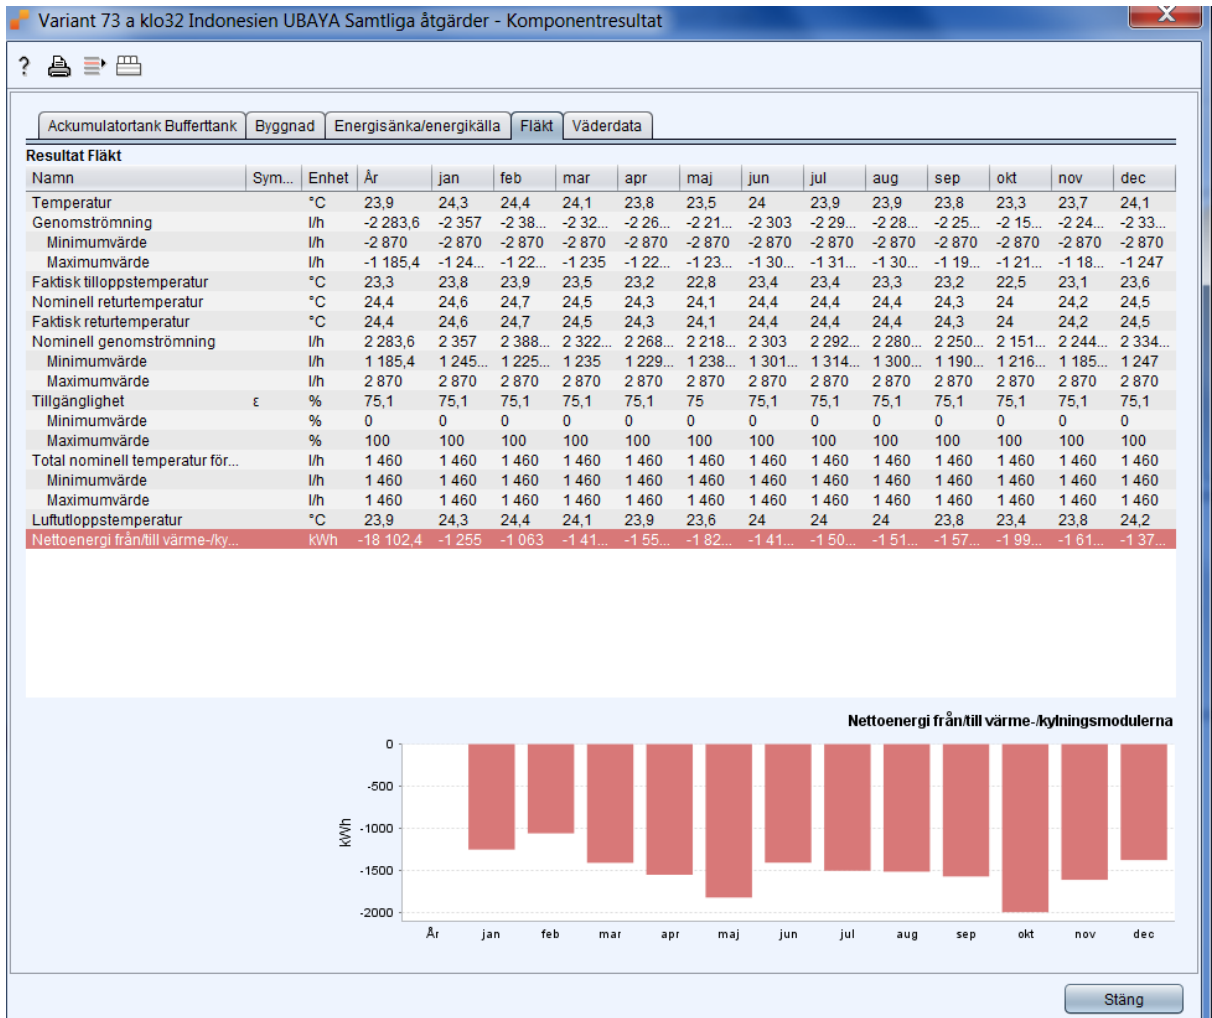 Variant 73 a klo32 Indonesien UBAYA Samtliga åtgärder - Komponentresultat
X
?
Ackumulatortank Bufferttank Byggnad Energisänka/energikälla Fläkt Väderdata
Resultat Fläkt
Namn Sym... Enhet År jan feb mar apr maj jun jul aug sep okt nov dec
Temperatur °C 23,9 24,3 24,4 24,1 23,8 23,5 24 23,9 23,9 23,8 23,3 23,7 24,1
Genomströmning l/h -2 283,6 -2 357 -2 38... -2 32... -2 26... -2 21... -2 303 -2 29... -2 28... -2 25... -2 15... -2 24... -2 33...
Minimumvärde l/h -2 870 -2 870 -2 870 -2 870 -2 870 -2 870 -2 870 -2 870 -2 870 -2 870 -2 870 -2 870 -2 870
Maximumvärde l/h -1 185,4 -1 24... -1 22... -1 235 -1 22... -1 23... -1 30... -1 31... -1 30... -1 19... -1 21... -1 18... -1 247
Faktisk tilloppstemperatur °C 23,3 23,8 23,9 23,5 23,2 22,8 23,4 23,4 23,3 23,2 22,5 23,1 23,6
Nominell returtemperatur °C 24,4 24,6 24,7 24,5 24,3 24,1 24,4 24,4 24,4 24,3 24 24,2 24,5
Faktisk returtemperatur °C 24,4 24,6 24,7 24,5 24,3 24,1 24,4 24,4 24,4 24,3 24 24,2 24,5
Nominell genomströmning l/h 2 283,6 2 357 2 388... 2 322... 2 268... 2 218... 2 303 2 292... 2 280... 2 250... 2 151... 2 244... 2 334...
Minimumvärde l/h 1 185,4 1 245... 1 225... 1 235 1 229... 1 238... 1 301... 1 314... 1 300... 1 190... 1 216... 1 185... 1 247
Maximumvärde l/h 2 870 2 870 2 870 2 870 2 870 2 870 2 870 2 870 2 870 2 870 2 870 2 870 2 870
Tillgänglighet ε % 75,1 75,1 75,1 75,1 75,1 75 75,1 75,1 75,1 75,1 75,1 75,1 75,1
Minimumvärde % 0 0 0 0 0 0 0 0 0 0 0 0 0
Maximumvärde % 100 100 100 100 100 100 100 100 100 100 100 100 100
Total nominell temperatur för... l/h 1 460 1 460 1 460 1 460 1 460 1 460 1 460 1 460 1 460 1 460 1 460 1 460 1 460
Minimumvärde l/h 1 460 1 460 1 460 1 460 1 460 1 460 1 460 1 460 1 460 1 460 1 460 1 460 1 460
Maximumvärde l/h 1 460 1 460 1 460 1 460 1 460 1 460 1 460 1 460 1 460 1 460 1 460 1 460 1 460
Luftutloppstemperatur °C 23,9 24,3 24,4 24,1 23,9 23,6 24 24 24 23,8 23,4 23,8 24,2
Nettoenergi från/till värme-/ky... kWh -18 102,4 -1 255 -1 063 -1 41... -1 55... -1 82... -1 41... -1 50... -1 51... -1 57... -1 99... -1 61... -1 37...
Nettoenergi från/till värme-/kylningsmodulerna
0
-500
-1000
-1500
-2000
kWh
År jan feb mar apr maj jun jul aug sep okt nov dec
Stäng